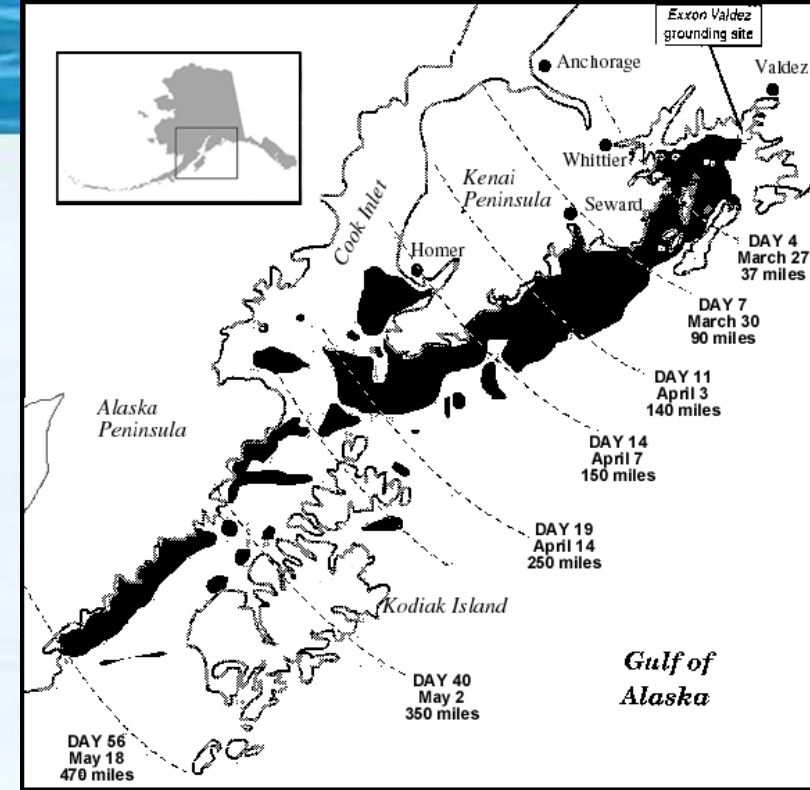 Exxon Valdez
grounding site
Anchorage
Valdez
Whittier
Kenai
Peninsula
Seward
Cook Inlet
Homer
DAY 4
March 27
37 miles
DAY 7
March 30
90 miles
DAY 11
April 3
140 miles
Alaska
Peninsula
DAY 14
April 7
150 miles
DAY 19
April 14
250 miles
Kodiak Island
Gulf of
Alaska
DAY 40
May 2
350 miles
DAY 56
May 18
470 miles